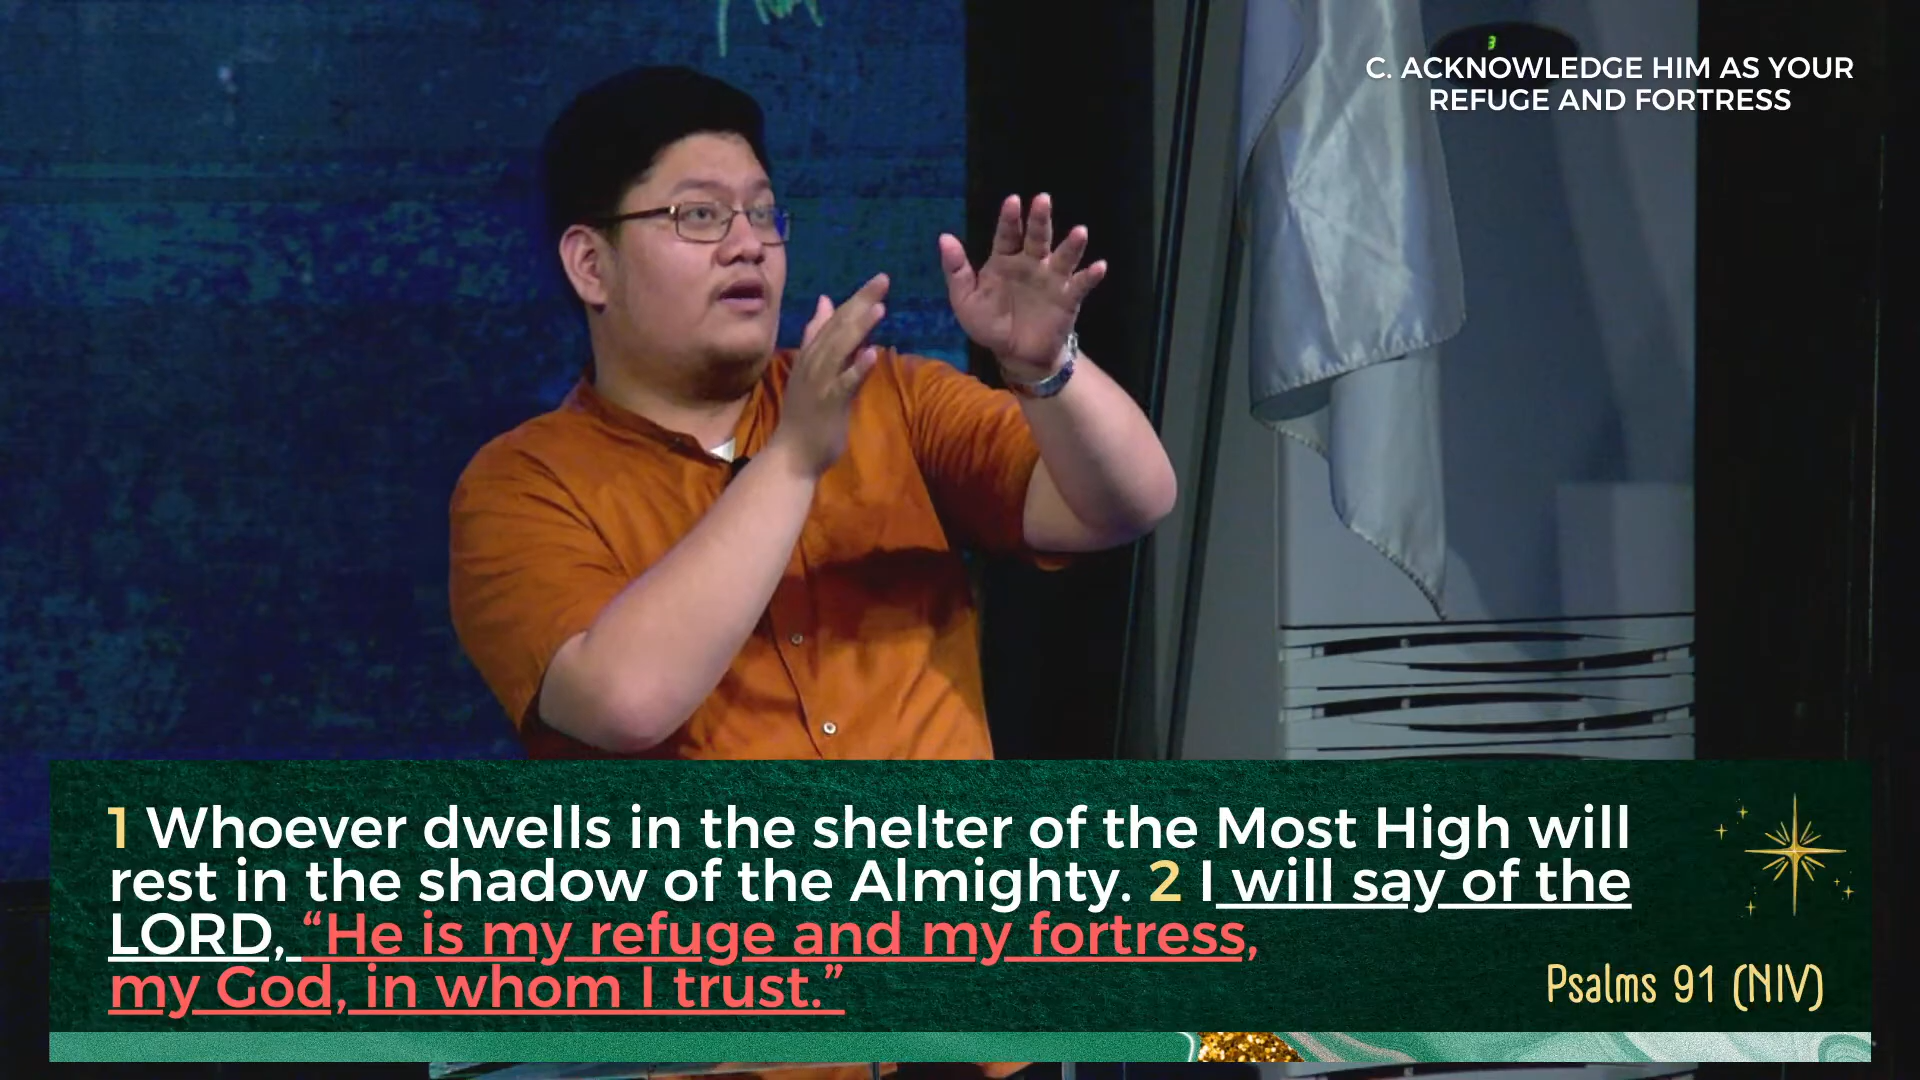 3
C. ACKNOWLEDGE HIM AS YOUR
REFUGE AND FORTRESS
1 Whoever dwells in the shelter of the Most High will
rest in the shadow of the Almighty. 2 I will say of the
LORD, “He is my refuge and my fortress,
my God, in whom I trust.”
Psalms 91 (NIV)